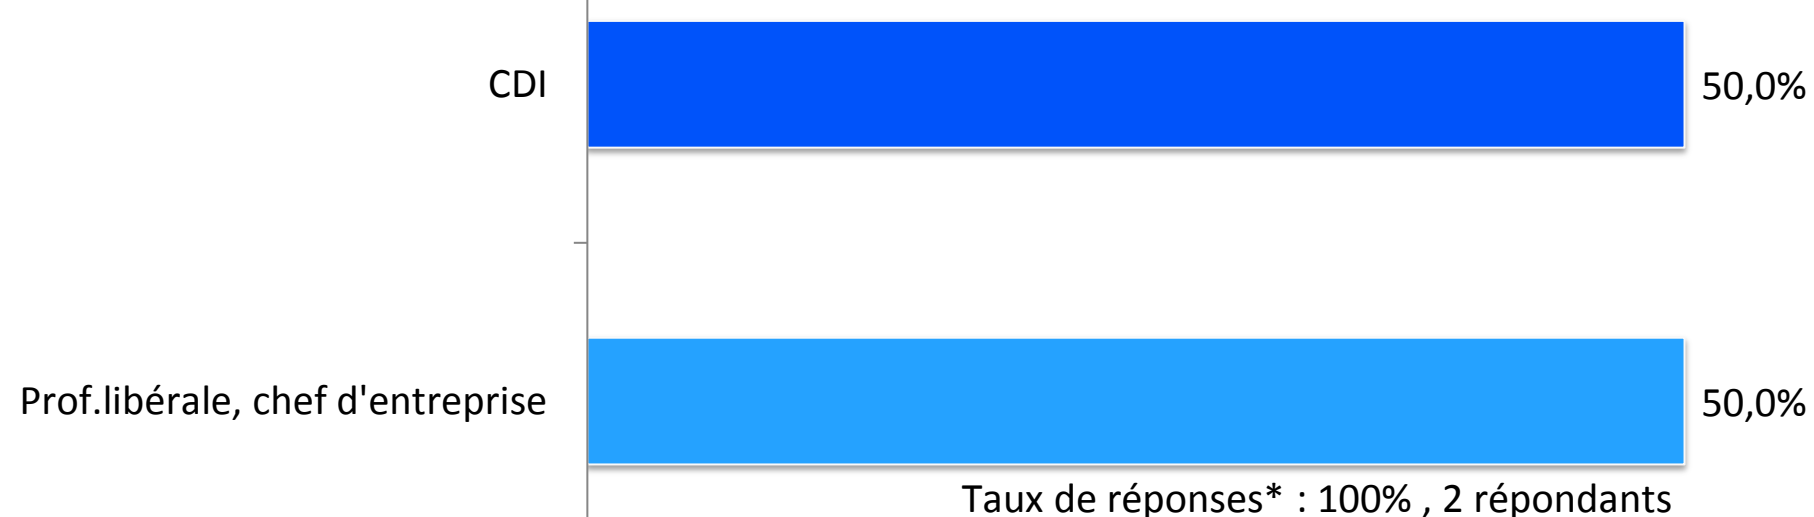 CDI
50,0%
Prof.libérale, chef d'entreprise
50,0%
Taux de réponses* : 100% , 2 répondants